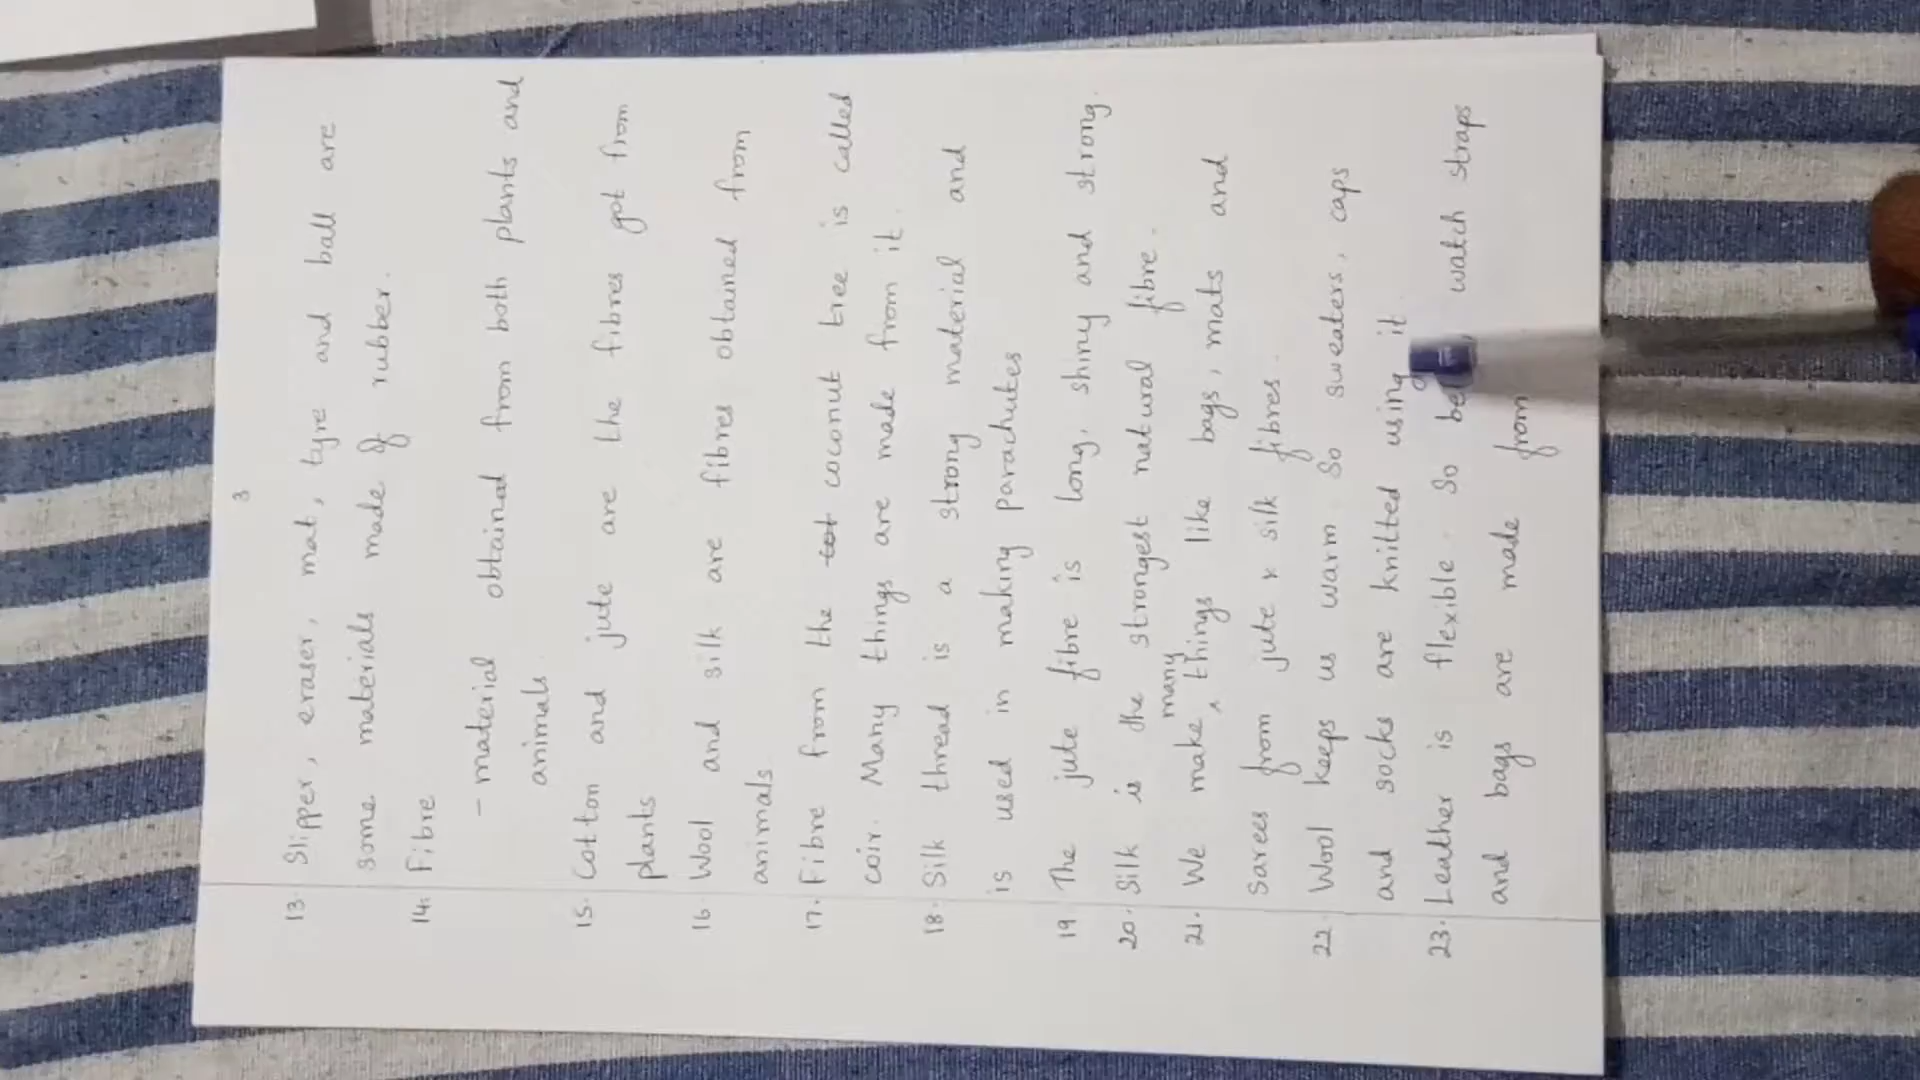 3
13. Slipper, eraser, mat, tyre and ball are
some materials made of rubber.
14. Fibre
- material obtained from both plants and
animals.
15. Cotton and jute are the fibres got from
plants
16. Wool and silk are fibres obtained from
animals
17. Fibre from the coconut tree is called
coir. Many things are made from it.
18. Silk thread is a strong material and
is used in making parachutes
19 The jute fibre is long, shiny and strong.
20. Silk is the strongest natural fibre.
21. We make many things like bags, mats and
sarees from jute & silk fibres.
22. Wool keeps us warm. So sweaters, caps
and socks are knitted using it
23. Leather is flexible. So watch straps
and bags are made from